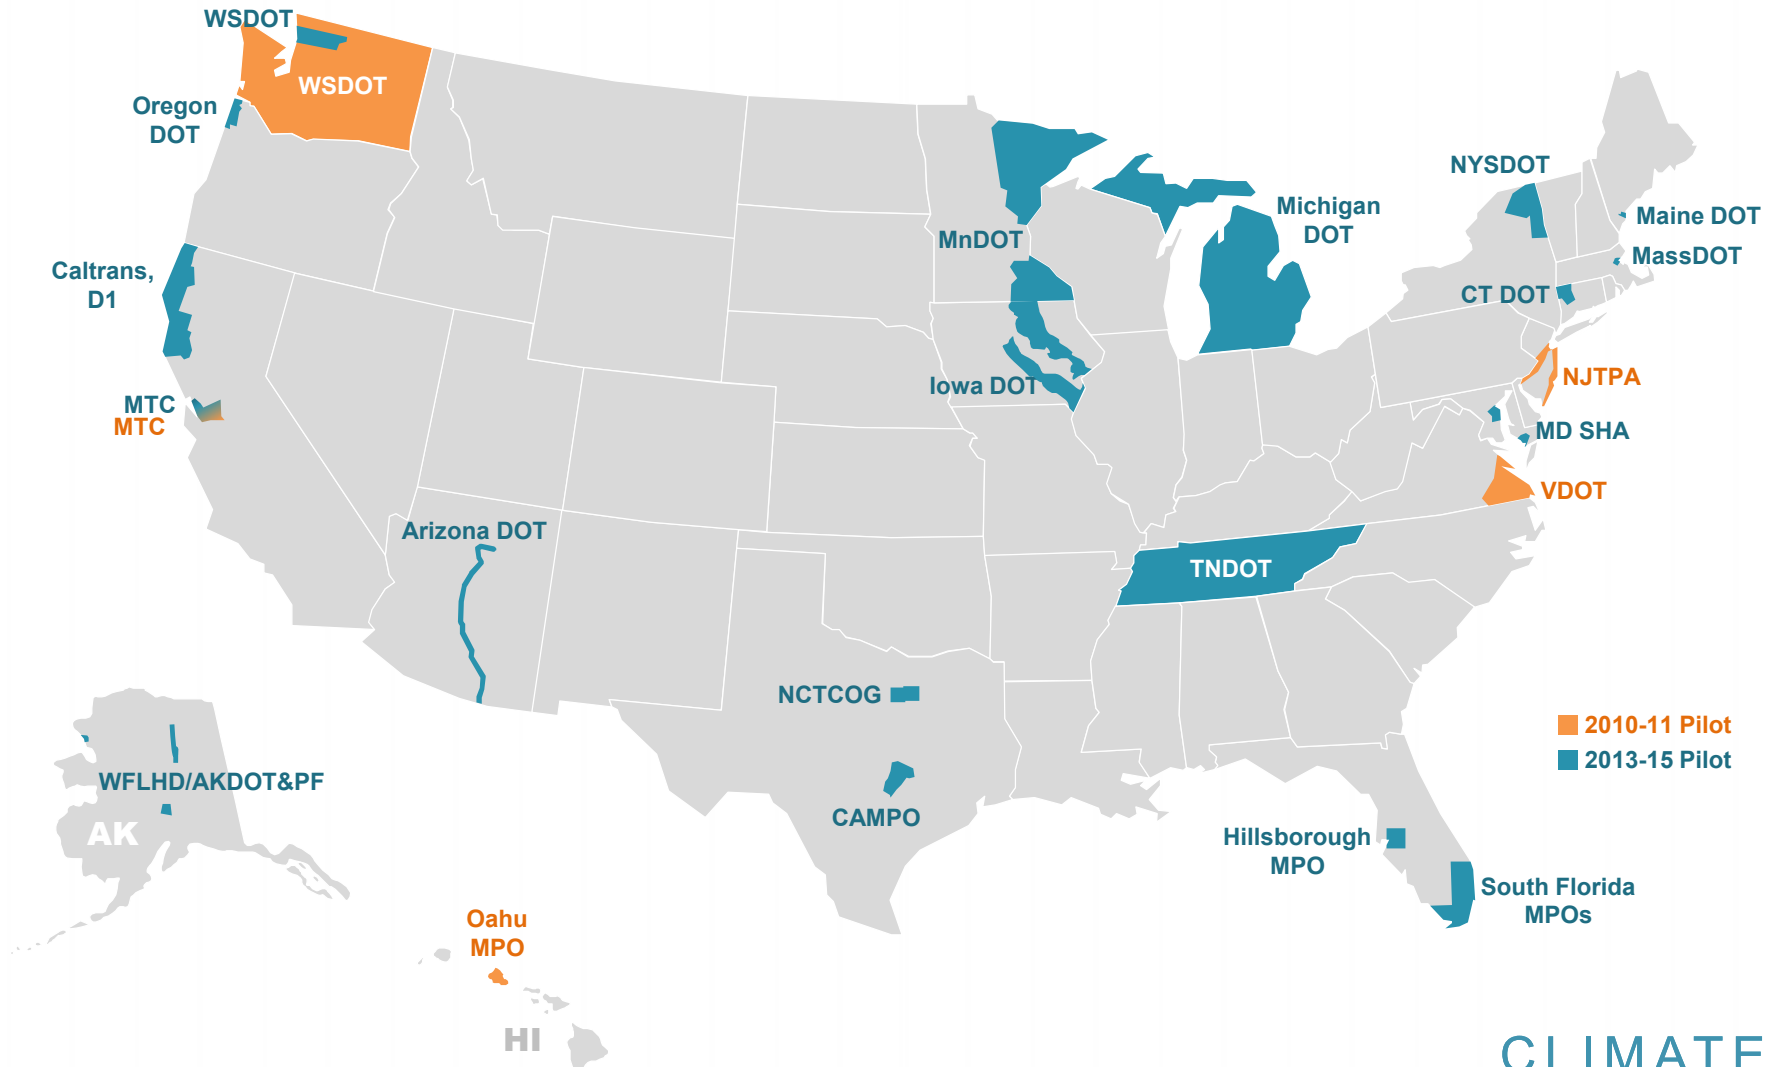 WSDOT
WSDOT
Oregon
DOT
Caltrans,
D1
MTC
MTC
Arizona DOT
MnDOT
Michigan
DOT
Iowa DOT
NYSDOT
Maine DOT
MassDOT
CT DOT
NJTPA
MD SHA
VDOT
TNDOT
NCTCOG
CAMPO
Hillsborough
MPO
South Florida
MPOs
WFLHD/AKDOT&PF
AK
Oahu
MPO
HI
2010-11 Pilot
2013-15 Pilot
CLIMATE